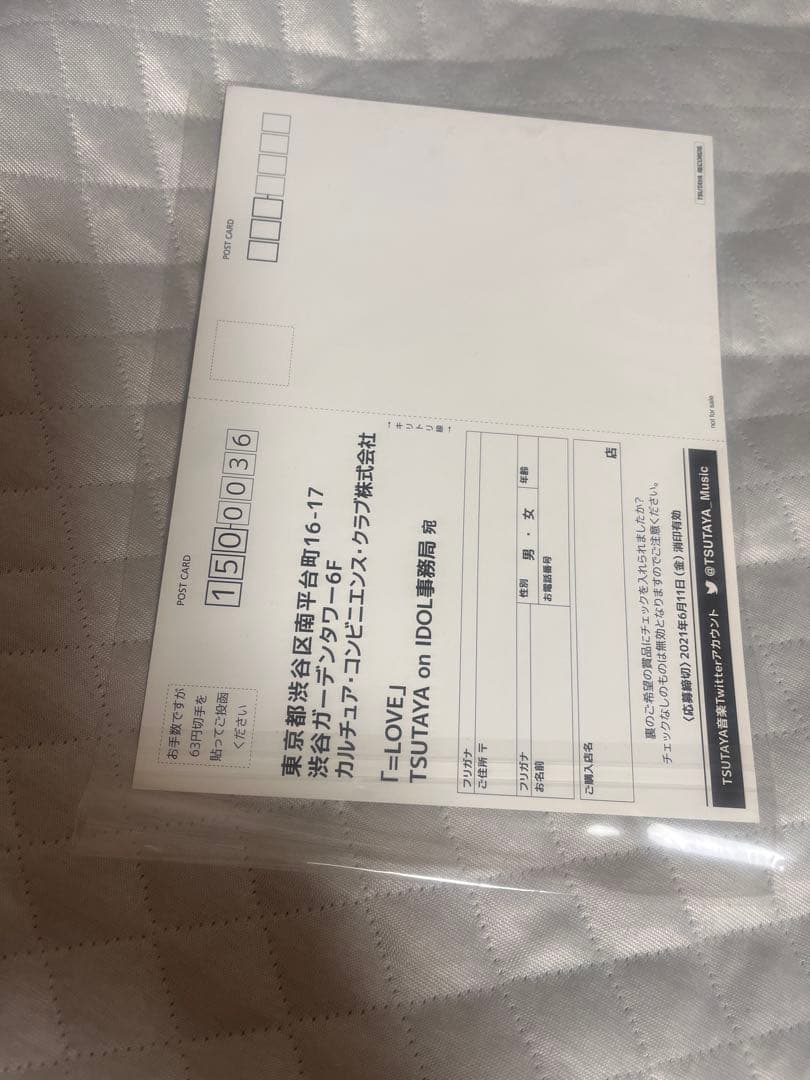 お手数ですが
63円切手を
貼ってご投函
ください
POST CARD
150-0036
東京都渋谷区南平台町16-17
渋谷ガーデンタワー6F
カルチュア・コンビニエンス・クラブ株式会社
「=LOVE」
TSUTAYA on IDOL事務局 宛
フリガナ
ご住所 〒
フリガナ
お名前
性別 男・女 年齢
お電話番号
ご購入店名 店
裏のご希望の賞品にチェックを入れられましたか?
チェックなしのものは無効となりますのでご注意ください。
〈応募締切〉2021年6月11日(金)消印有効
TSUTAYA音楽Twitterアカウント @TSUTAYA_Music
キリトリ線
POST CARD
not for sale
TSUTAYA RECORDS